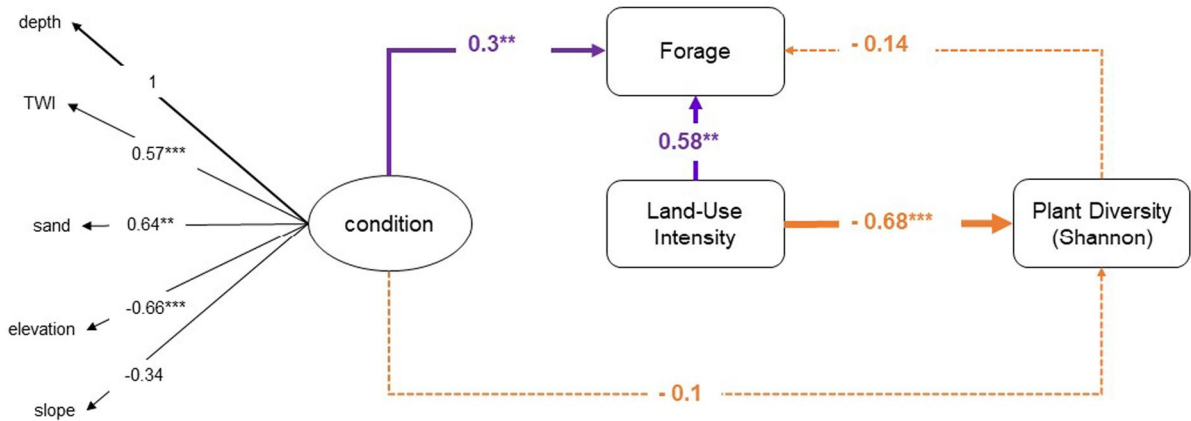 depth
1
TWI
0.57***
sand
0.64**
elevation
-0.66***
slope
-0.34
condition
0.3**
Forage
- 0.14
0.58**
Land-Use
Intensity
- 0.68***
Plant Diversity
(Shannon)
- 0.1